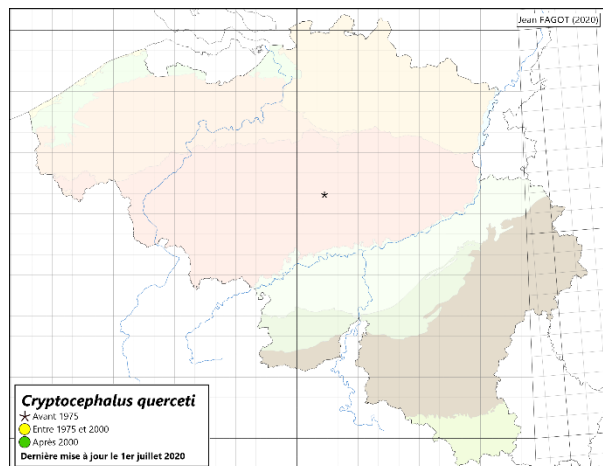 Jean FAGOT (2020)
Cryptocephalus querceti
Avant 1975
Entre 1975 et 2000
Après 2000
Dernière mise à jour le 1er juillet 2020